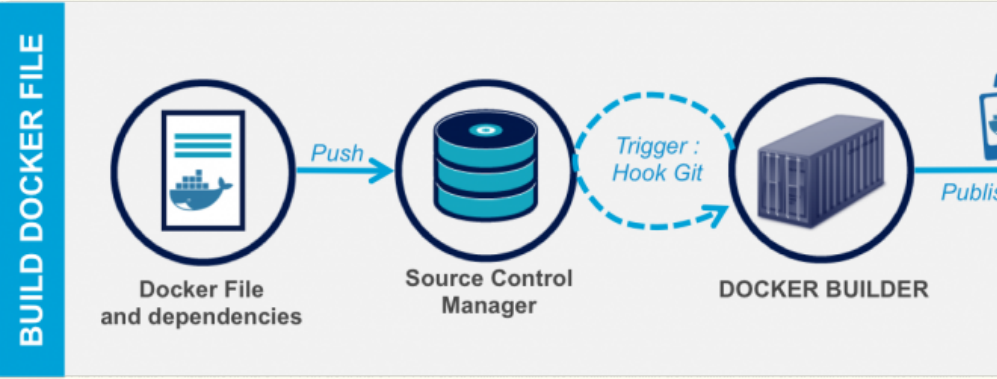 BUILD DOCKER FILE
Push
Trigger :
Hook Git
Docker File
and dependencies
Source Control
Manager
DOCKER BUILDER